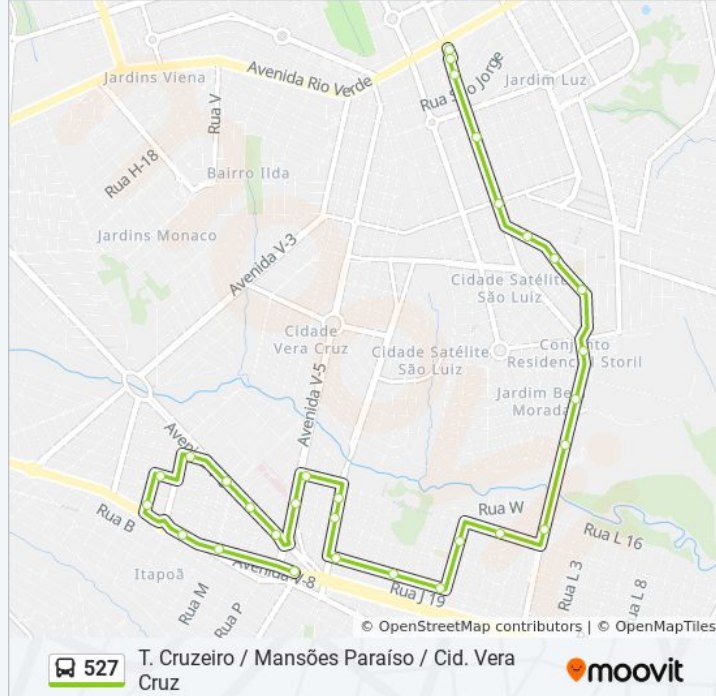 Jardins Viena
Avenida Rio Verde
Rua São Jorge
Jardim Luz
Rua V
Rua H-18
Bairro Ilda
Jardins Monaco
Avenida V-3
Cidade Satélite
São Luiz
Cidade
Vera Cruz
Cidade Satélite
São Luiz
Conjunto
Residencial Storil
Jardim Be
Morada
Avenida V-5
Aveni
Rua B
Rua W
Rua L 16
Itapoã
Avenida V-8
Rua M
Rua P
Rua J 19
Rua L 3
ua L 8
© OpenStreetMap contributors | © OpenMapTiles
527
T. Cruzeiro / Mansões Paraíso / Cid. Vera
Cruz
moovit